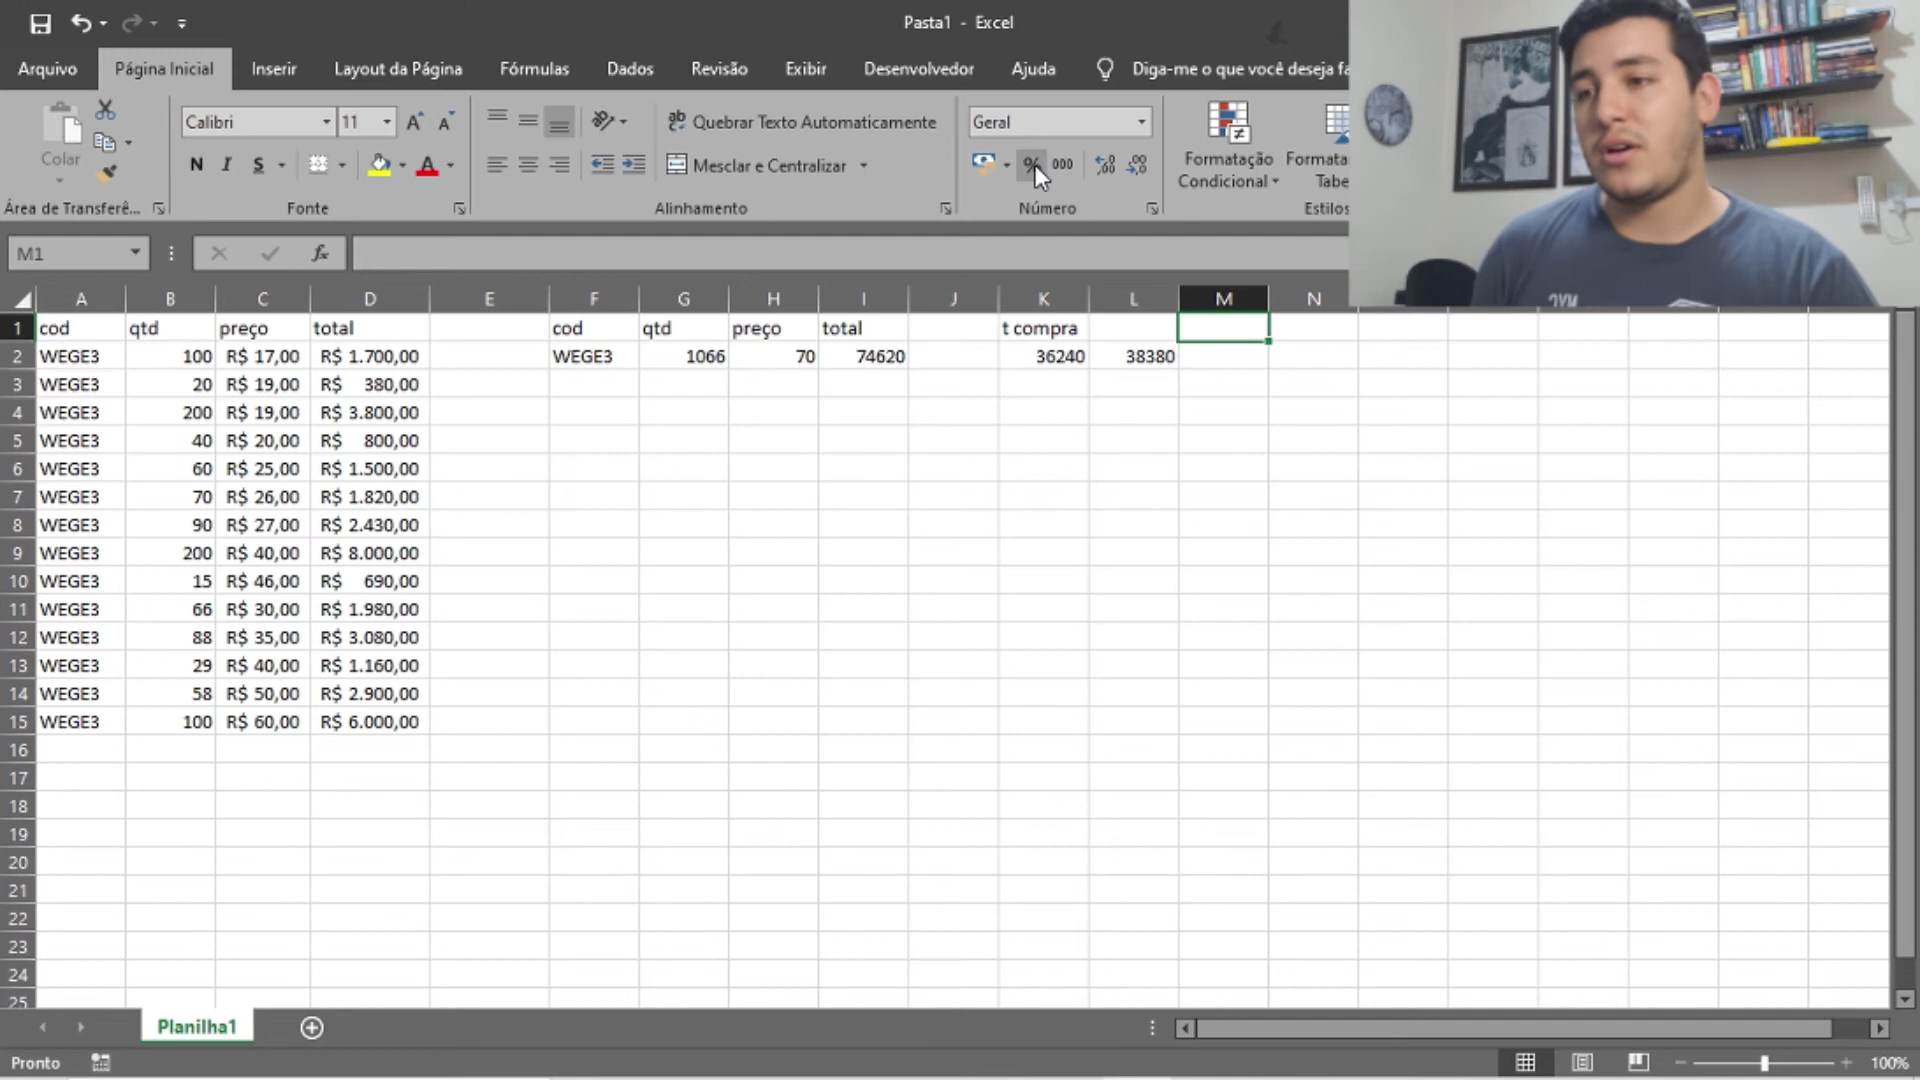 Pasta1 - Excel
Arquivo Página Inicial Inserir Layout da Página Fórmulas Dados Revisão Exibir Desenvolvedor Ajuda Diga-me o que você deseja fa
Calibri 11 Quebrar Texto Automaticamente Geral
Colar N I S A Mesclar e Centralizar % 000 Formatação Condicional Formata Tabe
Área de Transferê... Fonte Alinhamento Número Estilos
M1 fx
A B C D E F G H I J K L M N
1 cod qtd preço total cod qtd preço total t compra
2 WEGE3 100 R$ 17,00 R$ 1.700,00 WEGE3 1066 70 74620 36240 38380
3 WEGE3 20 R$ 19,00 R$ 380,00
4 WEGE3 200 R$ 19,00 R$ 3.800,00
5 WEGE3 40 R$ 20,00 R$ 800,00
6 WEGE3 60 R$ 25,00 R$ 1.500,00
7 WEGE3 70 R$ 26,00 R$ 1.820,00
8 WEGE3 90 R$ 27,00 R$ 2.430,00
9 WEGE3 200 R$ 40,00 R$ 8.000,00
10 WEGE3 15 R$ 46,00 R$ 690,00
11 WEGE3 66 R$ 30,00 R$ 1.980,00
12 WEGE3 88 R$ 35,00 R$ 3.080,00
13 WEGE3 29 R$ 40,00 R$ 1.160,00
14 WEGE3 58 R$ 50,00 R$ 2.900,00
15 WEGE3 100 R$ 60,00 R$ 6.000,00
16
17
18
19
20
21
22
23
24
25
Planilha1
Pronto 100%